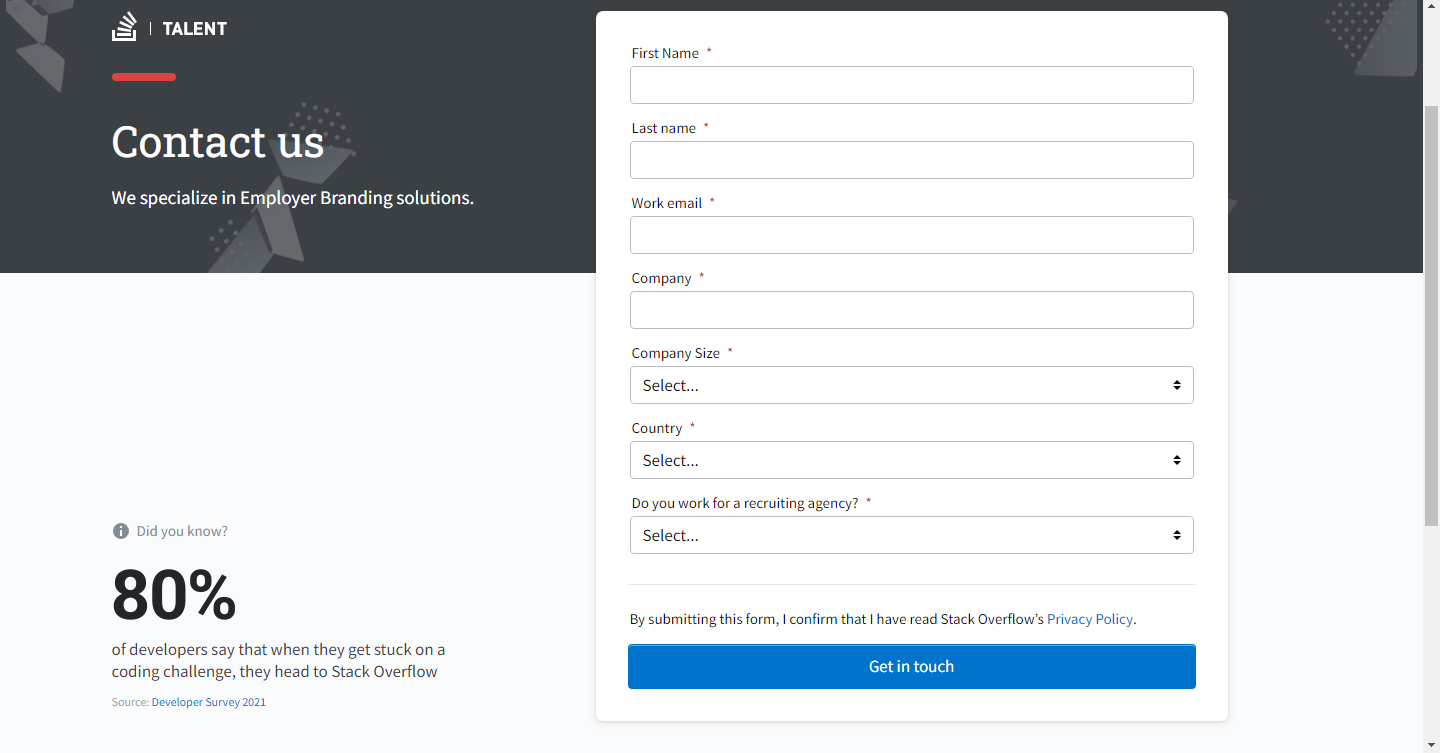 TALENT
Contact us
We specialize in Employer Branding solutions.
First Name *
Last name *
Work email *
Company *
Company Size *
Select...
Country *
Select...
Do you work for a recruiting agency? *
Select...
By submitting this form, I confirm that I have read Stack Overflow’s Privacy Policy.
Get in touch
Did you know?
80%
of developers say that when they get stuck on a
coding challenge, they head to Stack Overflow
Source: Developer Survey 2021